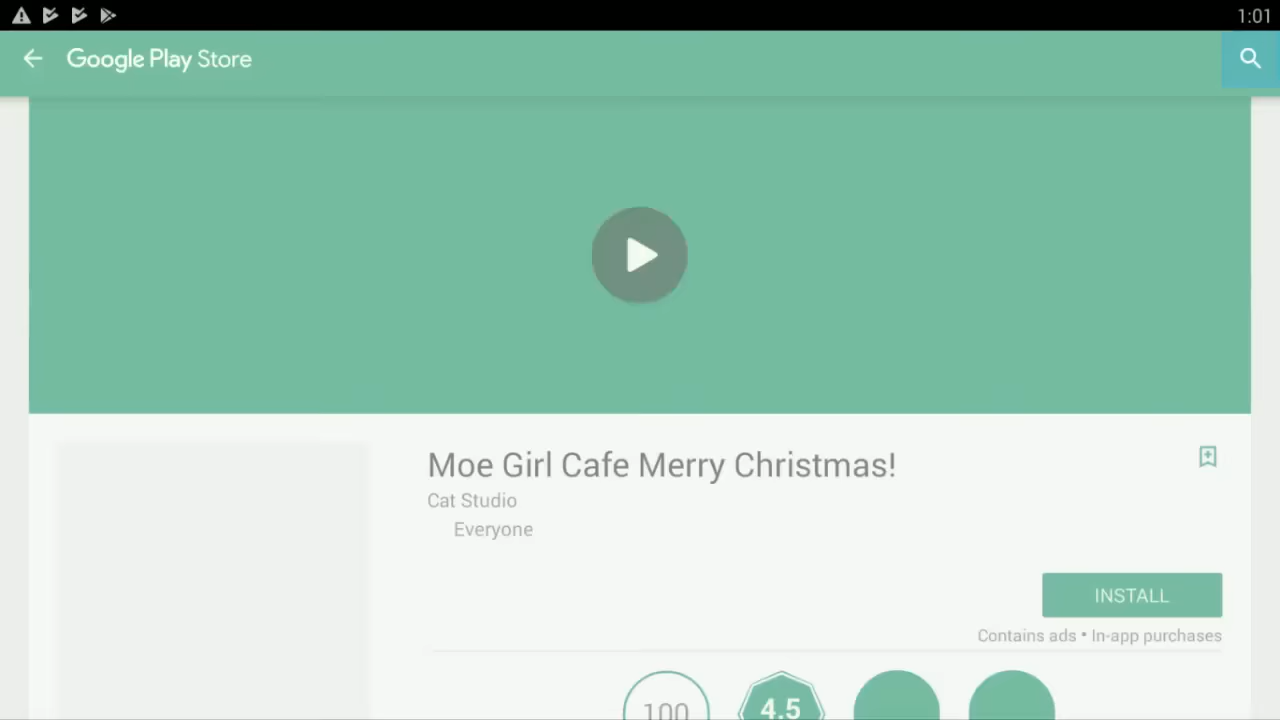 1:01
Google Play Store
Moe Girl Cafe Merry Christmas!
Cat Studio
Everyone
INSTALL
Contains ads • In-app purchases
100
4.5